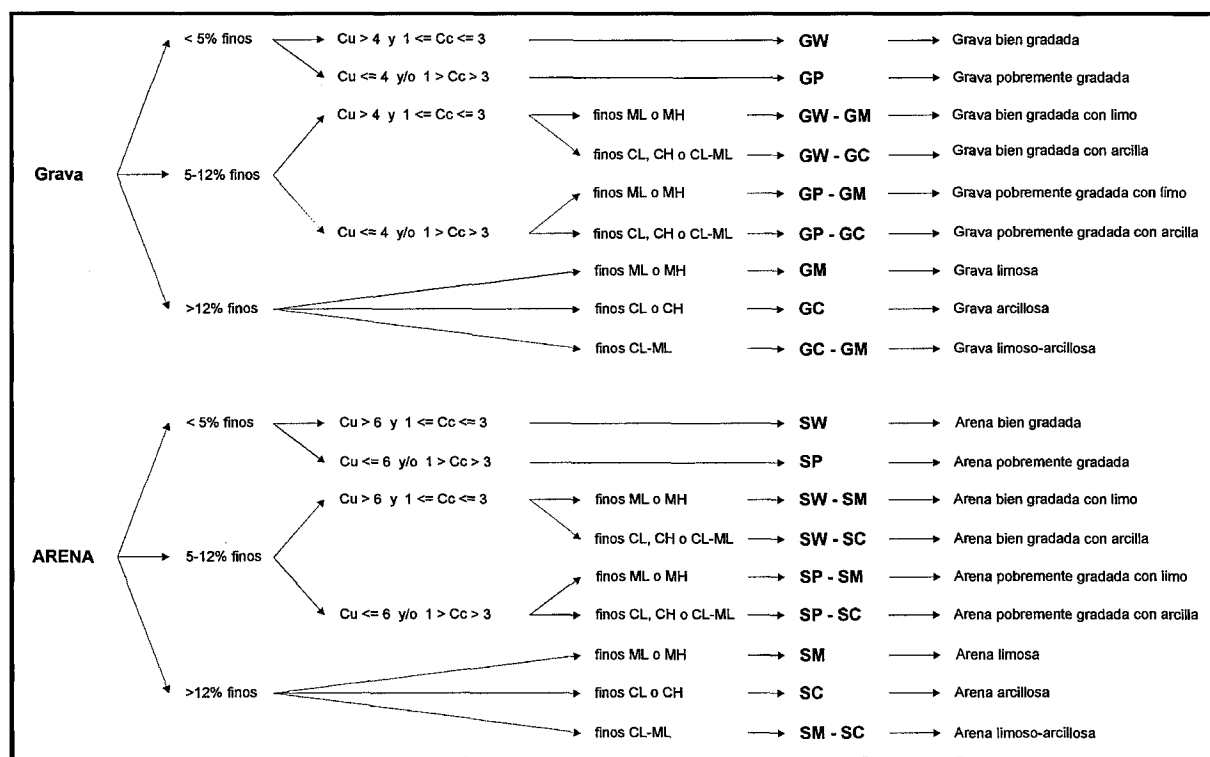 < 5% finos Cu > 4 y 1 <= Cc <= 3 GW Grava bien gradada
Cu <= 4 y/o 1 > Cc > 3 GP Grava pobremente gradada
Cu > 4 y 1 <= Cc <= 3 finos ML o MH GW - GM Grava bien gradada con limo
finos CL, CH o CL-ML GW - GC Grava bien gradada con arcilla
Grava 5-12% finos
finos ML o MH GP - GM Grava pobremente gradada con limo
Cu <= 4 y/o 1 > Cc > 3 finos CL, CH o CL-ML GP - GC Grava pobremente gradada con arcilla
finos ML o MH GM Grava limosa
>12% finos finos CL o CH GC Grava arcillosa
finos CL-ML GC - GM Grava limoso-arcillosa
< 5% finos Cu > 6 y 1 <= Cc <= 3 SW Arena bien gradada
Cu <= 6 y/o 1 > Cc > 3 SP Arena pobremente gradada
Cu > 6 y 1 <= Cc <= 3 finos ML o MH SW - SM Arena bien gradada con limo
finos CL, CH o CL-ML SW - SC Arena bien gradada con arcilla
ARENA 5-12% finos
finos ML o MH SP - SM Arena pobremente gradada con limo
Cu <= 6 y/o 1 > Cc > 3 finos CL, CH o CL-ML SP - SC Arena pobremente gradada con arcilla
finos ML o MH SM Arena limosa
>12% finos finos CL o CH SC Arena arcillosa
finos CL-ML SM - SC Arena limoso-arcillosa